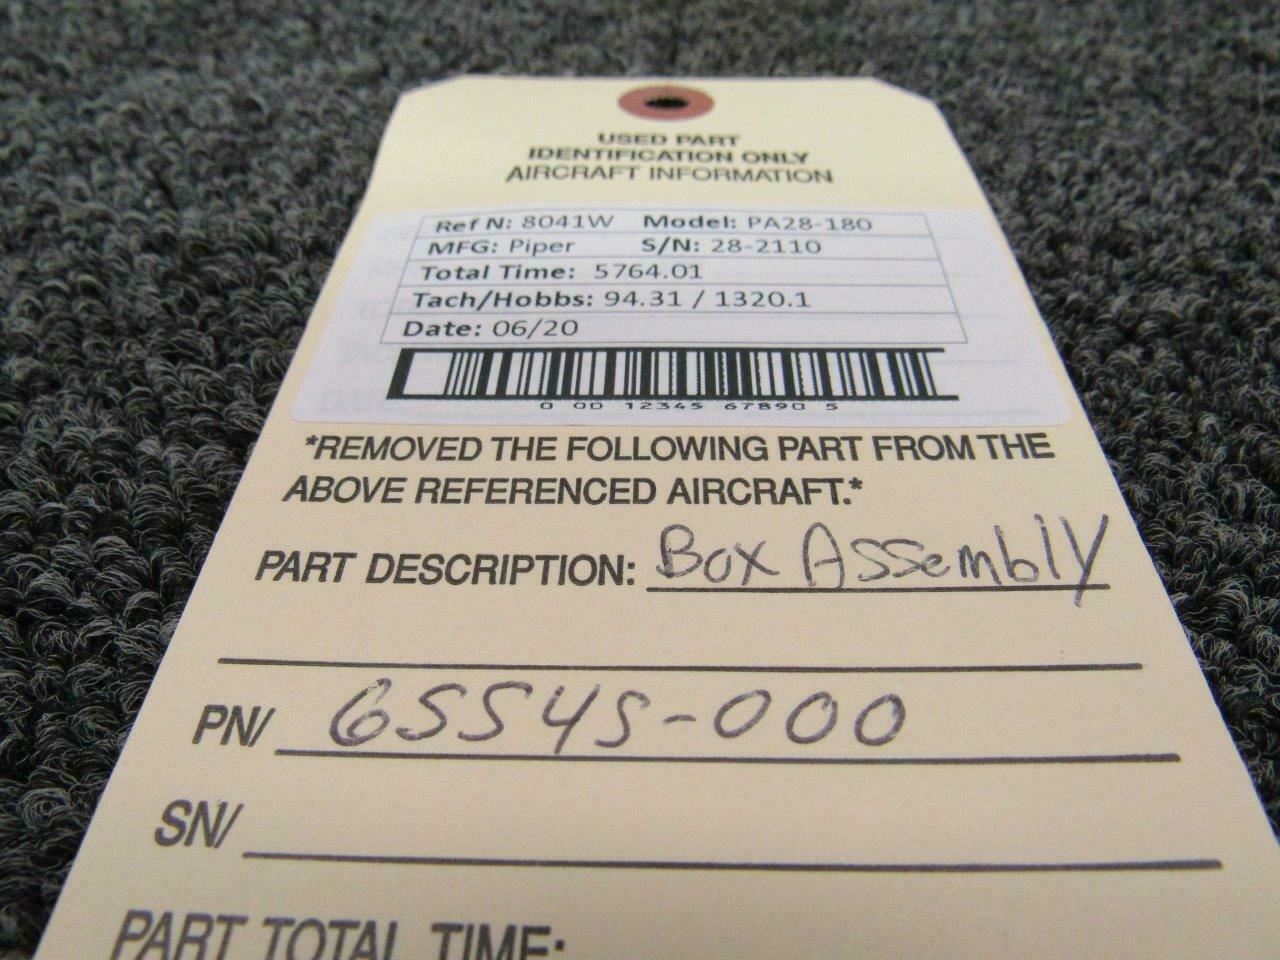 USED PART
IDENTIFICATION ONLY
AIRCRAFT INFORMATION
Ref N: 8041W Model: PA28-180
MFG: Piper S/N: 28-2110
Total Time: 5764.01
Tach/Hobbs: 94.31 / 1320.1
Date: 06/20
0 00 12345 67890 5
*REMOVED THE FOLLOWING PART FROM THE
ABOVE REFERENCED AIRCRAFT.*
PART DESCRIPTION: Box Assembly
PN/ 65545-000
SN/
PART TOTAL TIME: